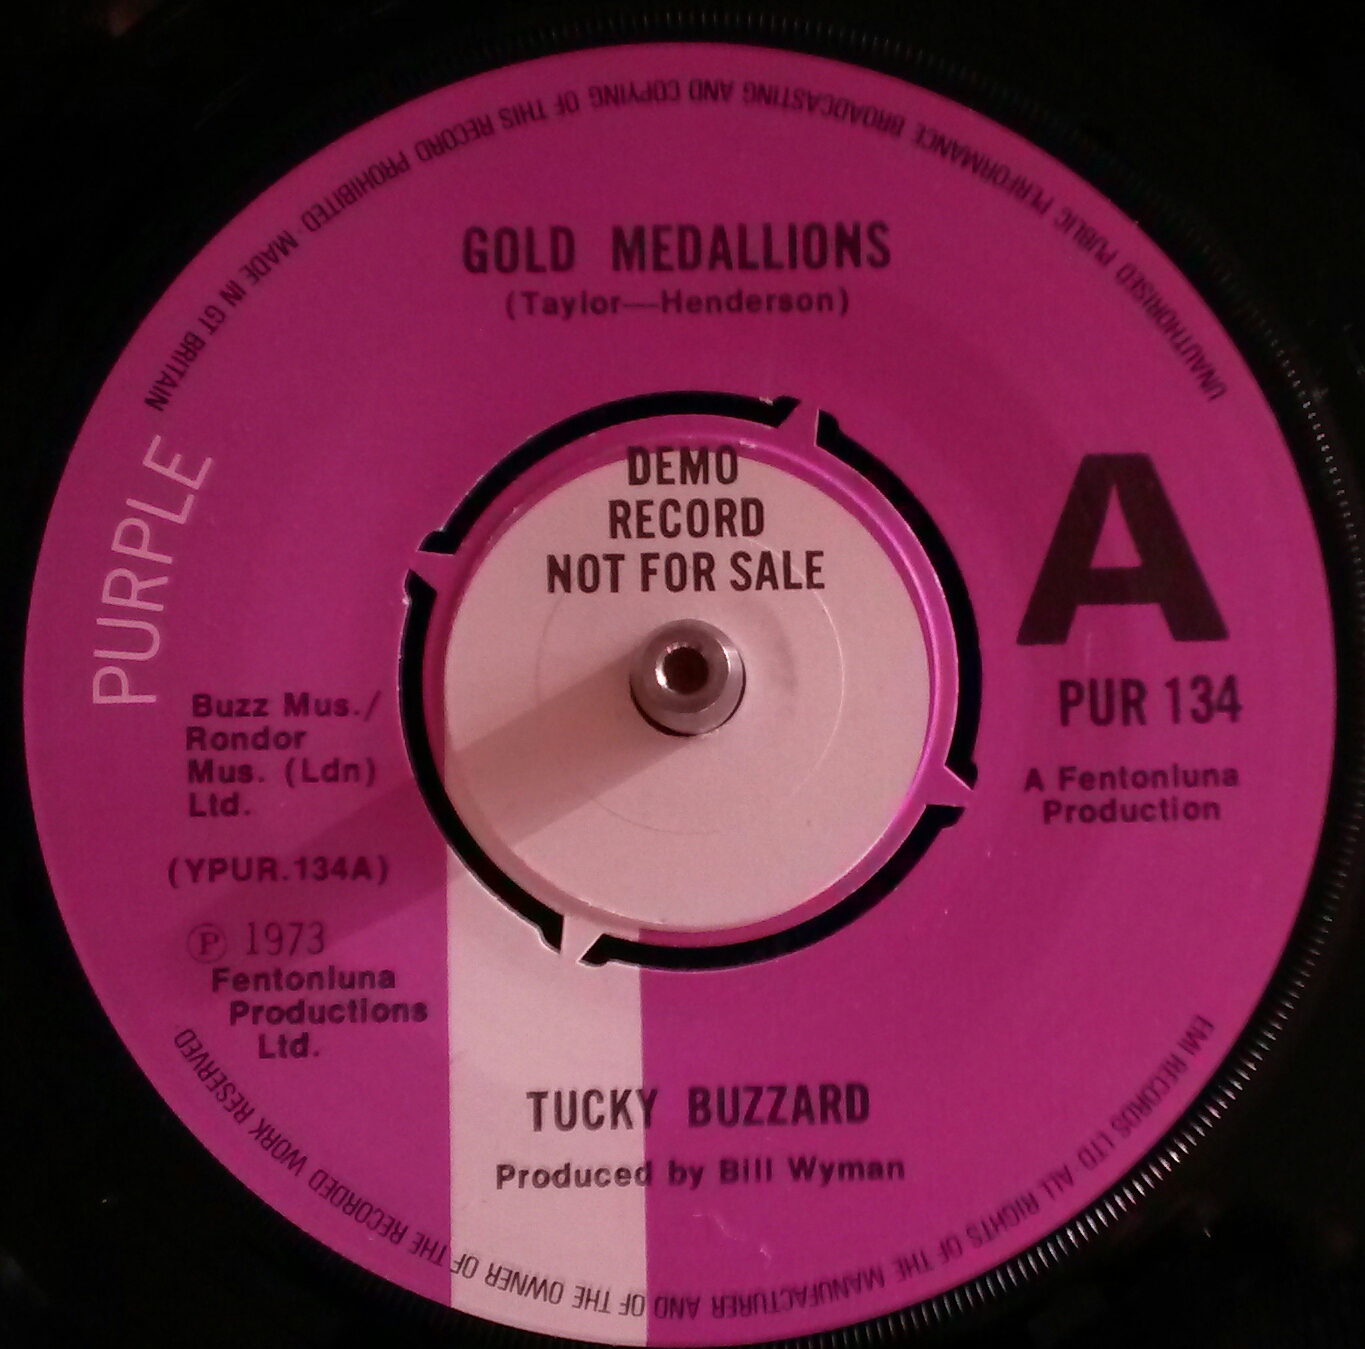 UNAUTHORISED PUBLIC PERFORMANCE BROADCASTING AND COPYING OF THIS RECORD PROHIBITED · MADE IN GT BRITAIN
GOLD MEDALLIONS
(Taylor—Henderson)
PURPLE
DEMO
RECORD
NOT FOR SALE
A
PUR 134
A Fentonluna
Production
Buzz Mus./
Rondor
Mus. (Ldn)
Ltd.
(YPUR.134A)
℗ 1973
Fentonluna
Productions
Ltd.
TUCKY BUZZARD
Produced by Bill Wyman
EMI RECORDS LTD ALL RIGHTS OF THE MANUFACTURER AND OF THE OWNER OF THE RECORDED WORK RESERVED ·